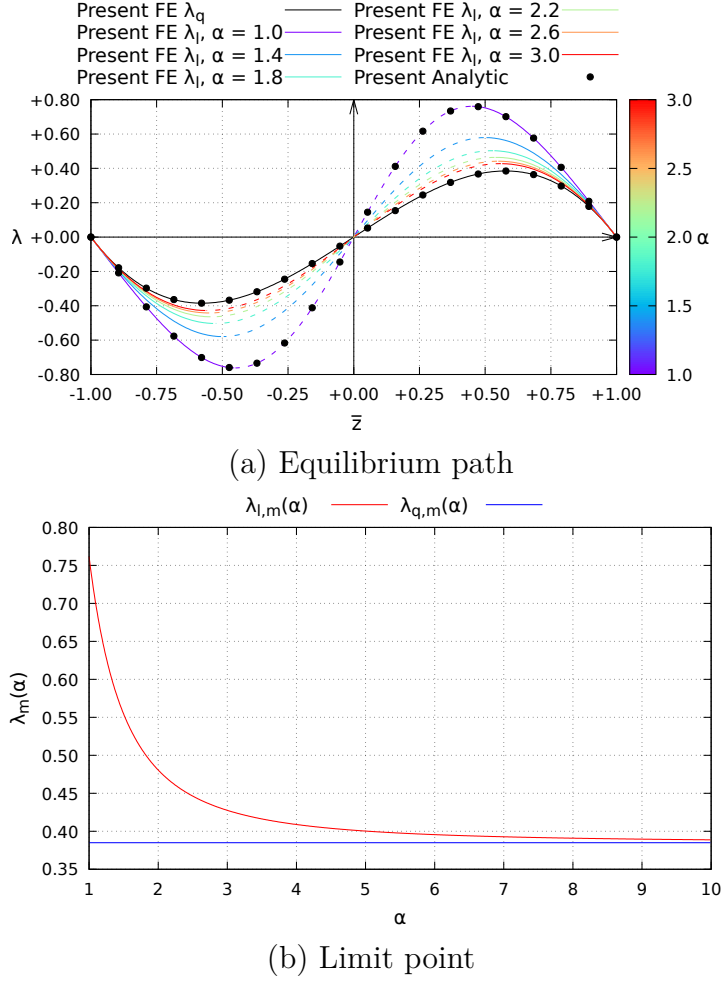 Present FE λq
Present FE λl, α = 1.0
Present FE λl, α = 1.4
Present FE λl, α = 1.8
Present FE λl, α = 2.2
Present FE λl, α = 2.6
Present FE λl, α = 3.0
Present Analytic
+0.80
+0.60
+0.40
+0.20
+0.00
-0.20
-0.40
-0.60
-0.80
λ
-1.00 -0.75 -0.50 -0.25 +0.00 +0.25 +0.50 +0.75 +1.00
z̅
3.0
2.5
2.0
1.5
1.0
α
(a) Equilibrium path
λl,m(α) λq,m(α)
0.80
0.75
0.70
0.65
0.60
0.55
0.50
0.45
0.40
0.35
λm(α)
1 2 3 4 5 6 7 8 9 10
α
(b) Limit point